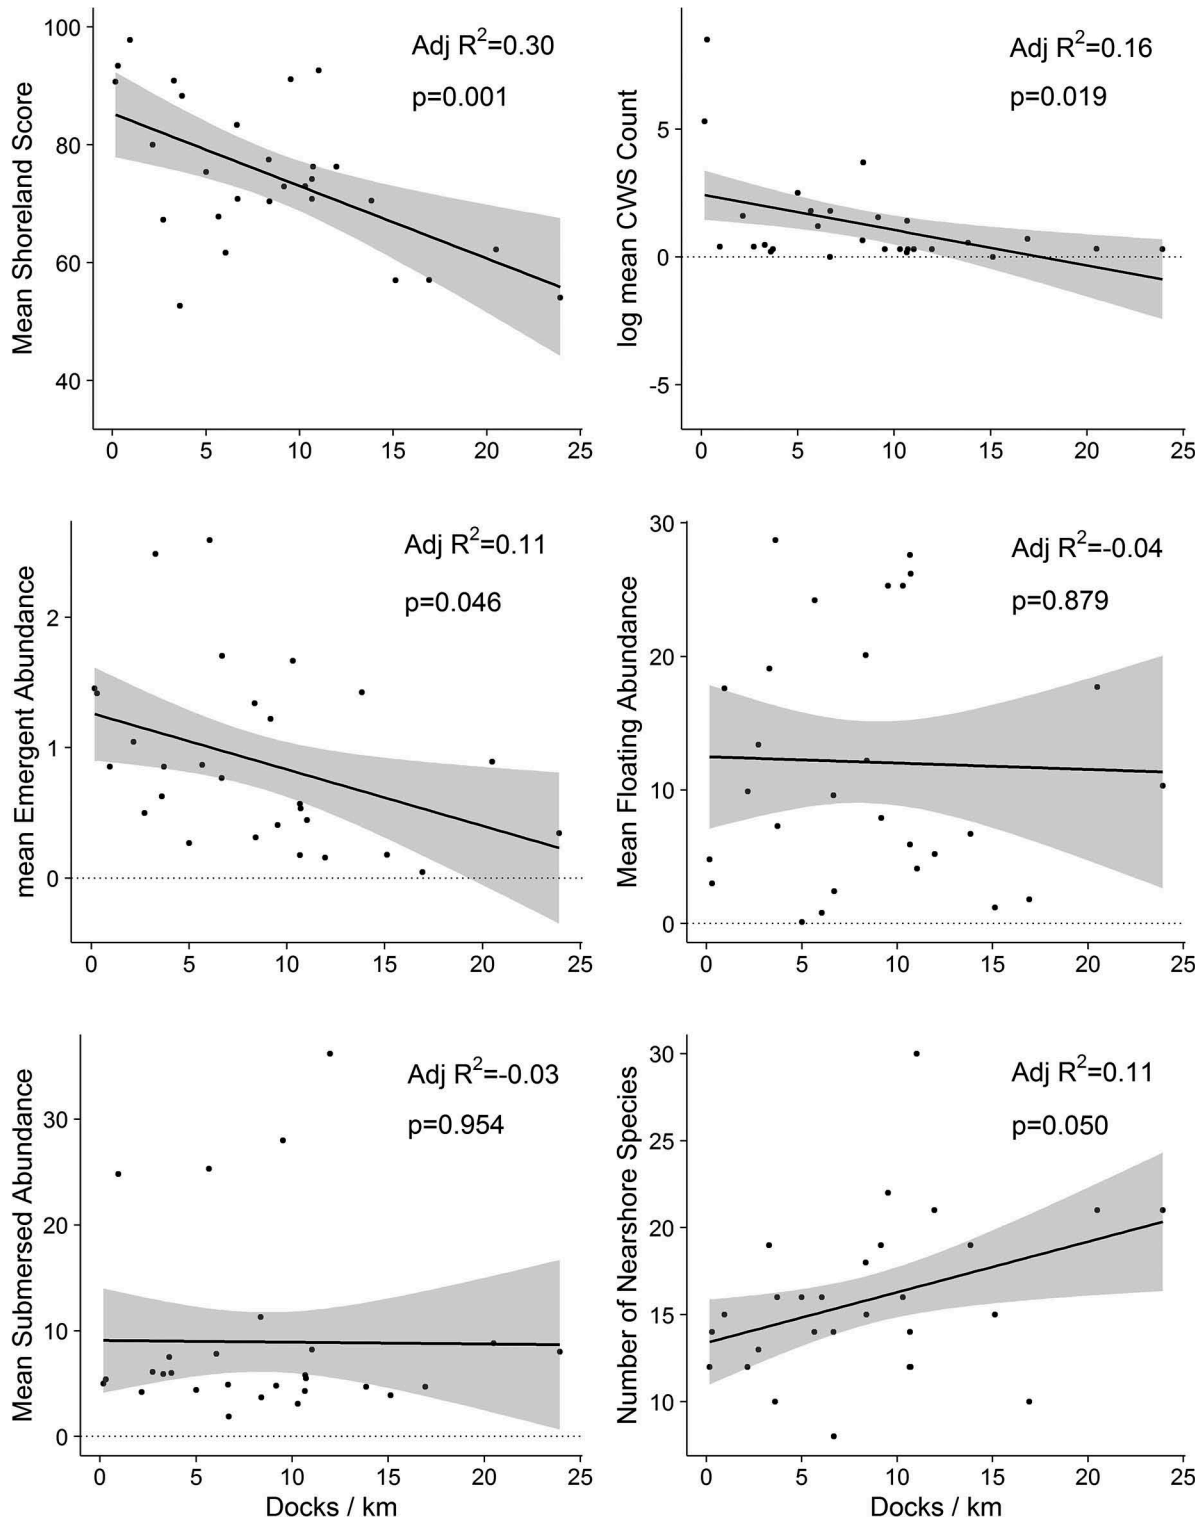 Mean Shoreland Score
100
80
60
40
0 5 10 15 20 25
Adj R²=0.30
p=0.001
log mean CWS Count
5
0
-5
0 5 10 15 20 25
Adj R²=0.16
p=0.019
mean Emergent Abundance
2
1
0
0 5 10 15 20 25
Adj R²=0.11
p=0.046
Mean Floating Abundance
30
20
10
0
0 5 10 15 20 25
Adj R²=-0.04
p=0.879
Mean Submersed Abundance
30
20
10
0
0 5 10 15 20 25
Docks / km
Adj R²=-0.03
p=0.954
Number of Nearshore Species
30
25
20
15
10
0 5 10 15 20 25
Docks / km
Adj R²=0.11
p=0.050